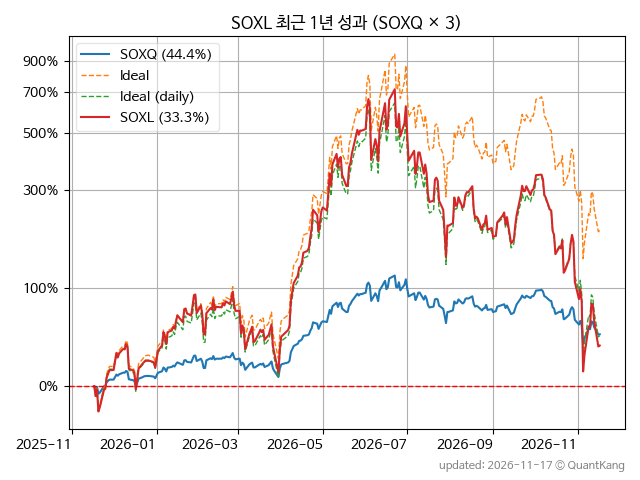 SOXL 최근 1년 성과 (SOXQ × 3)
900%
700%
500%
300%
100%
0%
SOXQ (44.4%)
Ideal
Ideal (daily)
SOXL (33.3%)
2025-11
2026-01
2026-03
2026-05
2026-07
2026-09
2026-11
updated: 2026-11-17 © QuantKang